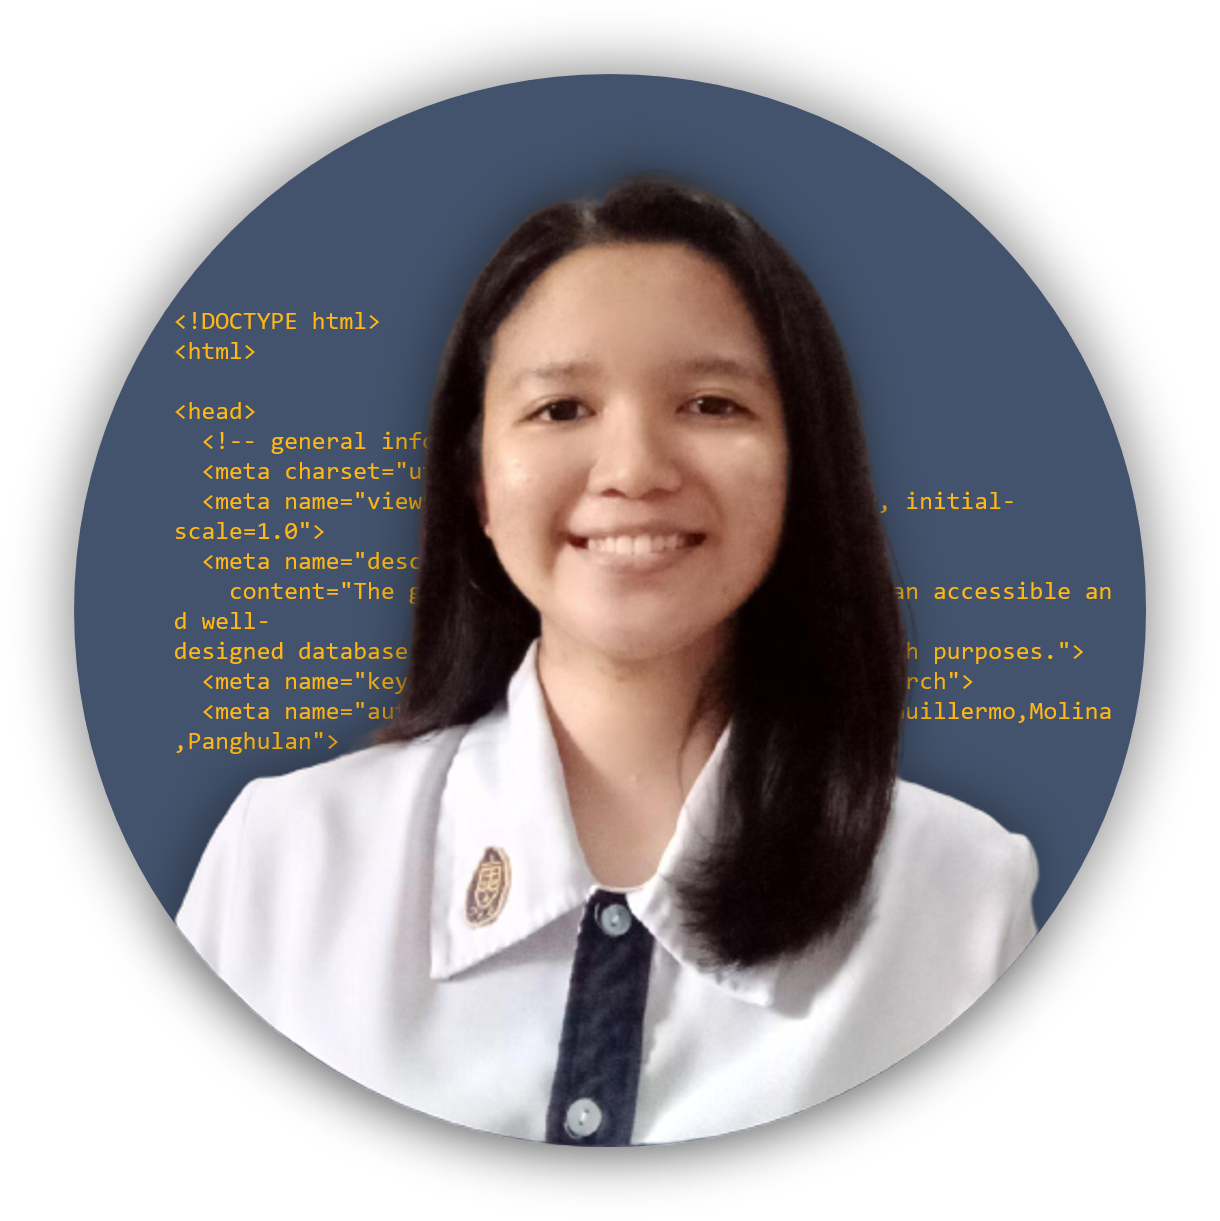 <!DOCTYPE html>
<html>
<head>
<!-- general info
<meta charset="u
<meta name="view , initial-
scale=1.0">
<meta name="desc
content="The g an accessible an
d well-
designed database h purposes.">
<meta name="key rch">
<meta name="aut uillermo,Molina
,Panghulan">